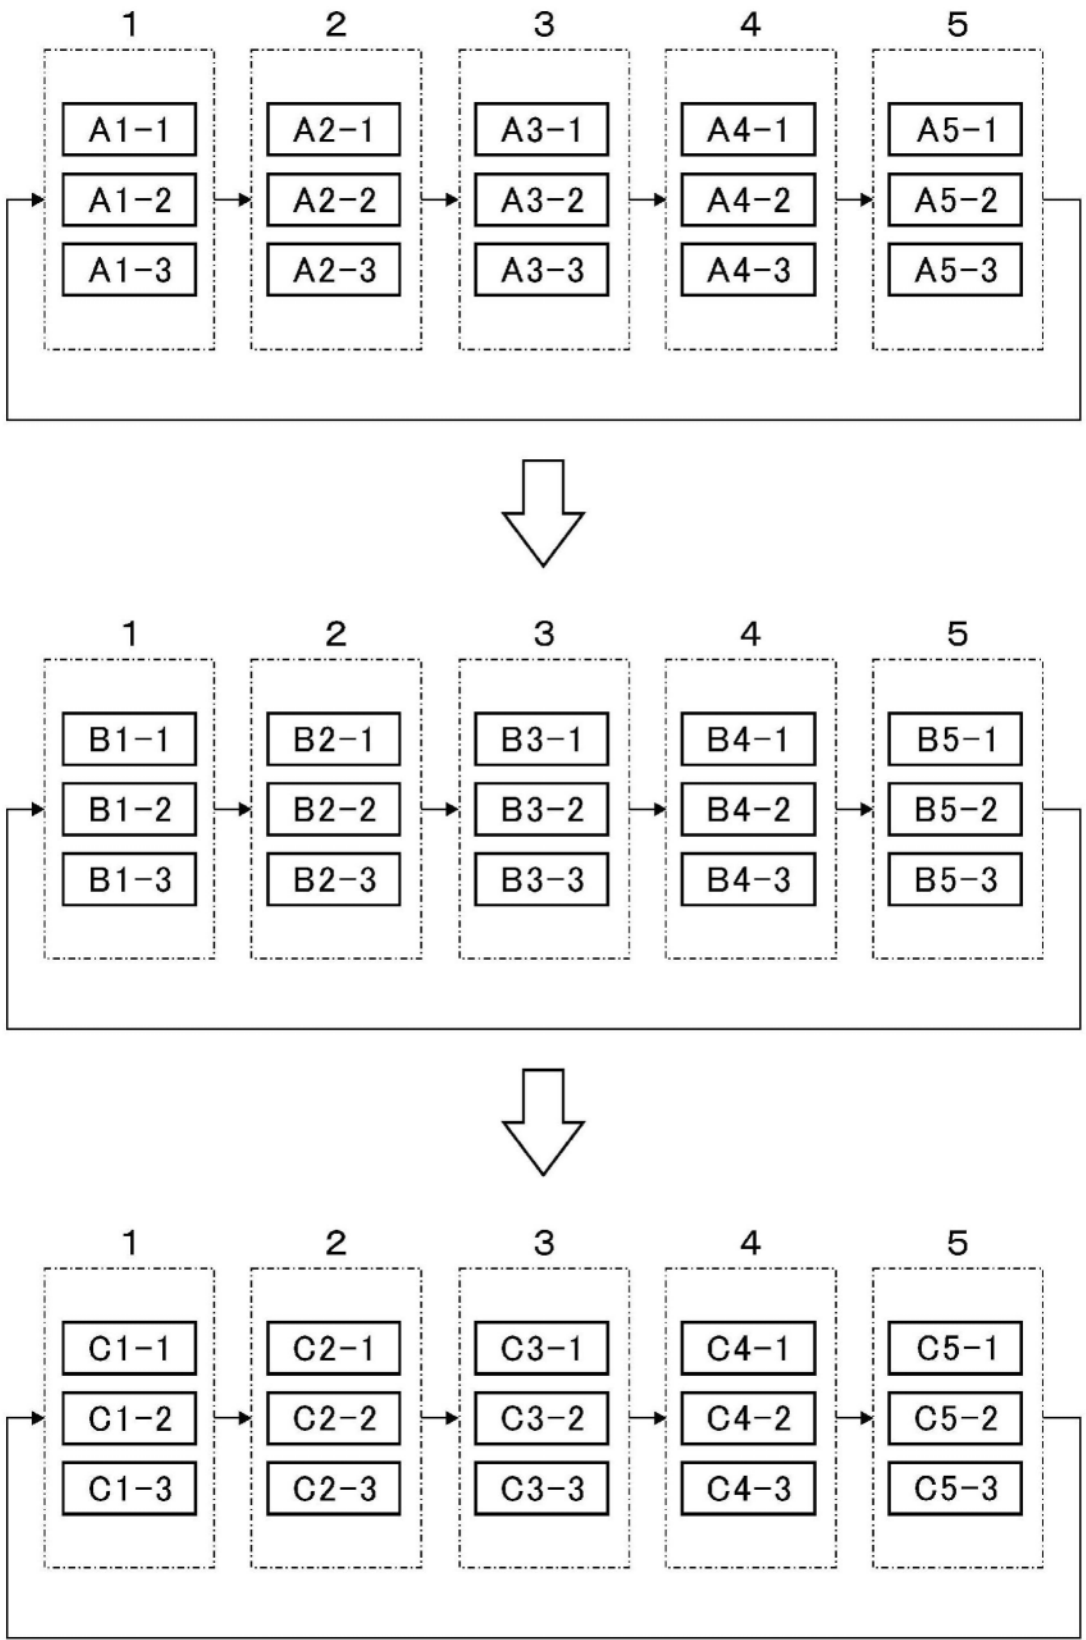 1 2 3 4 5
A1-1 A2-1 A3-1 A4-1 A5-1
A1-2 A2-2 A3-2 A4-2 A5-2
A1-3 A2-3 A3-3 A4-3 A5-3
1 2 3 4 5
B1-1 B2-1 B3-1 B4-1 B5-1
B1-2 B2-2 B3-2 B4-2 B5-2
B1-3 B2-3 B3-3 B4-3 B5-3
1 2 3 4 5
C1-1 C2-1 C3-1 C4-1 C5-1
C1-2 C2-2 C3-2 C4-2 C5-2
C1-3 C2-3 C3-3 C4-3 C5-3